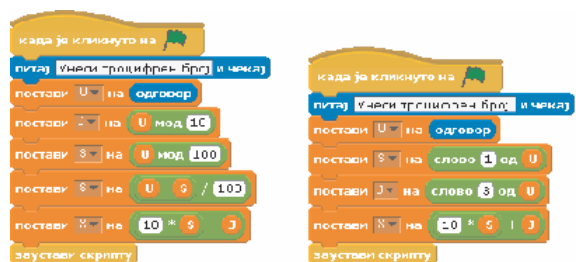 када је кликнуто на
питај Унеси троцифрен број и чекај
постави U на одговор
постави J на U мод 10
постави S на U мод 100
постави S на U S / 100
постави X на 10 * S J
заустави скрипту
када је кликнуто на
питај Унеси троцифрен број и чекај
постави U на одговор
постави S на слово 1 од U
постави J на слово 3 од U
постави X на 10 * S + J
заустави скрипту